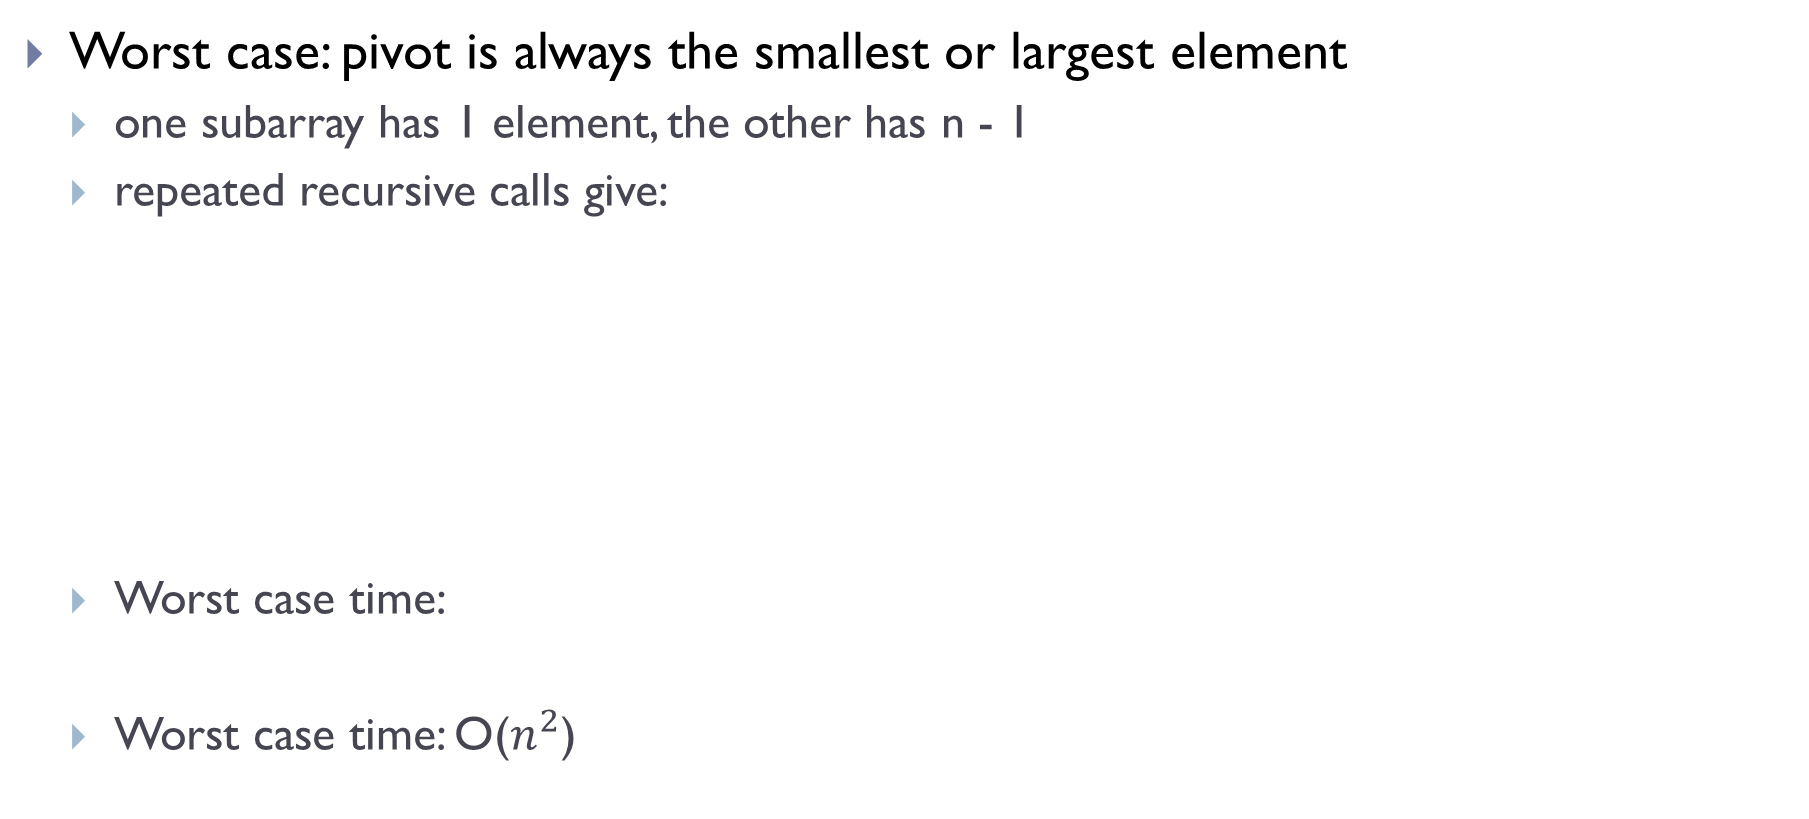 Worst case: pivot is always the smallest or largest element
one subarray has 1 element, the other has n - 1
repeated recursive calls give:
Worst case time:
Worst case time: O(𝑛²)